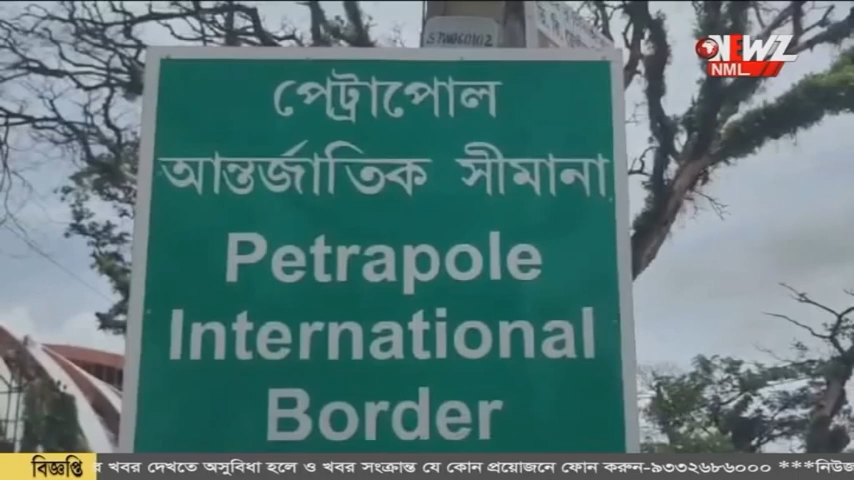 NEWZ
NML
পেট্রাপোল
আন্তর্জাতিক সীমানা
Petrapole
International
Border
বিজ্ঞপ্তি
র খবর দেখতে অসুবিধা হলে ও খবর সংক্রান্ত যে কোন প্রয়োজনে ফোন করুন-৯৩৩২৬৮৬০০০ ***নিউজ